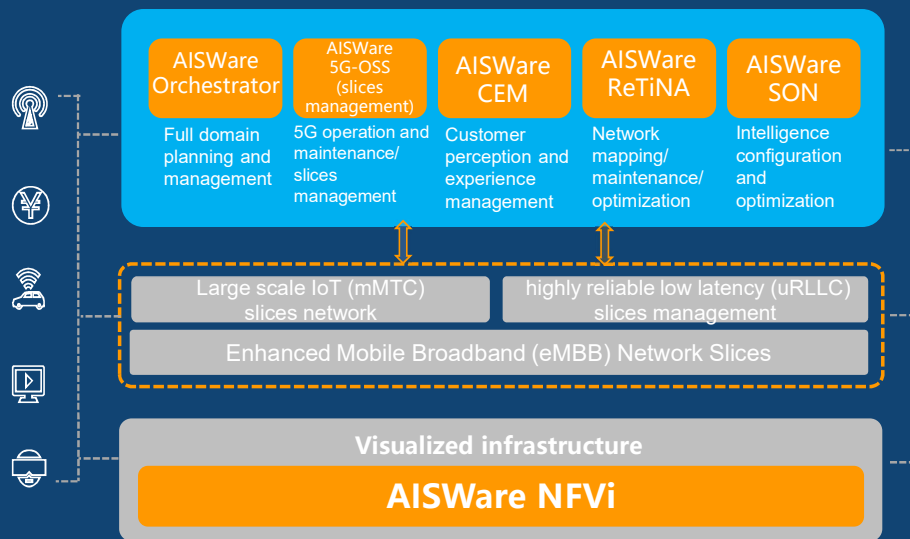 AISWare
Orchestrator
AISWare
5G-OSS
(slices
management)
AISWare
CEM
AISWare
ReTiNA
AISWare
SON
Full domain
planning and
management
5G operation and
maintenance/
slices
management
Customer
perception and
experience
management
Network
mapping/
maintenance/
optimization
Intelligence
configuration
and
optimization
Large scale IoT (mMTC)
slices network
highly reliable low latency (uRLLC)
slices management
Enhanced Mobile Broadband (eMBB) Network Slices
Visualized infrastructure
AISWare NFVi
¥